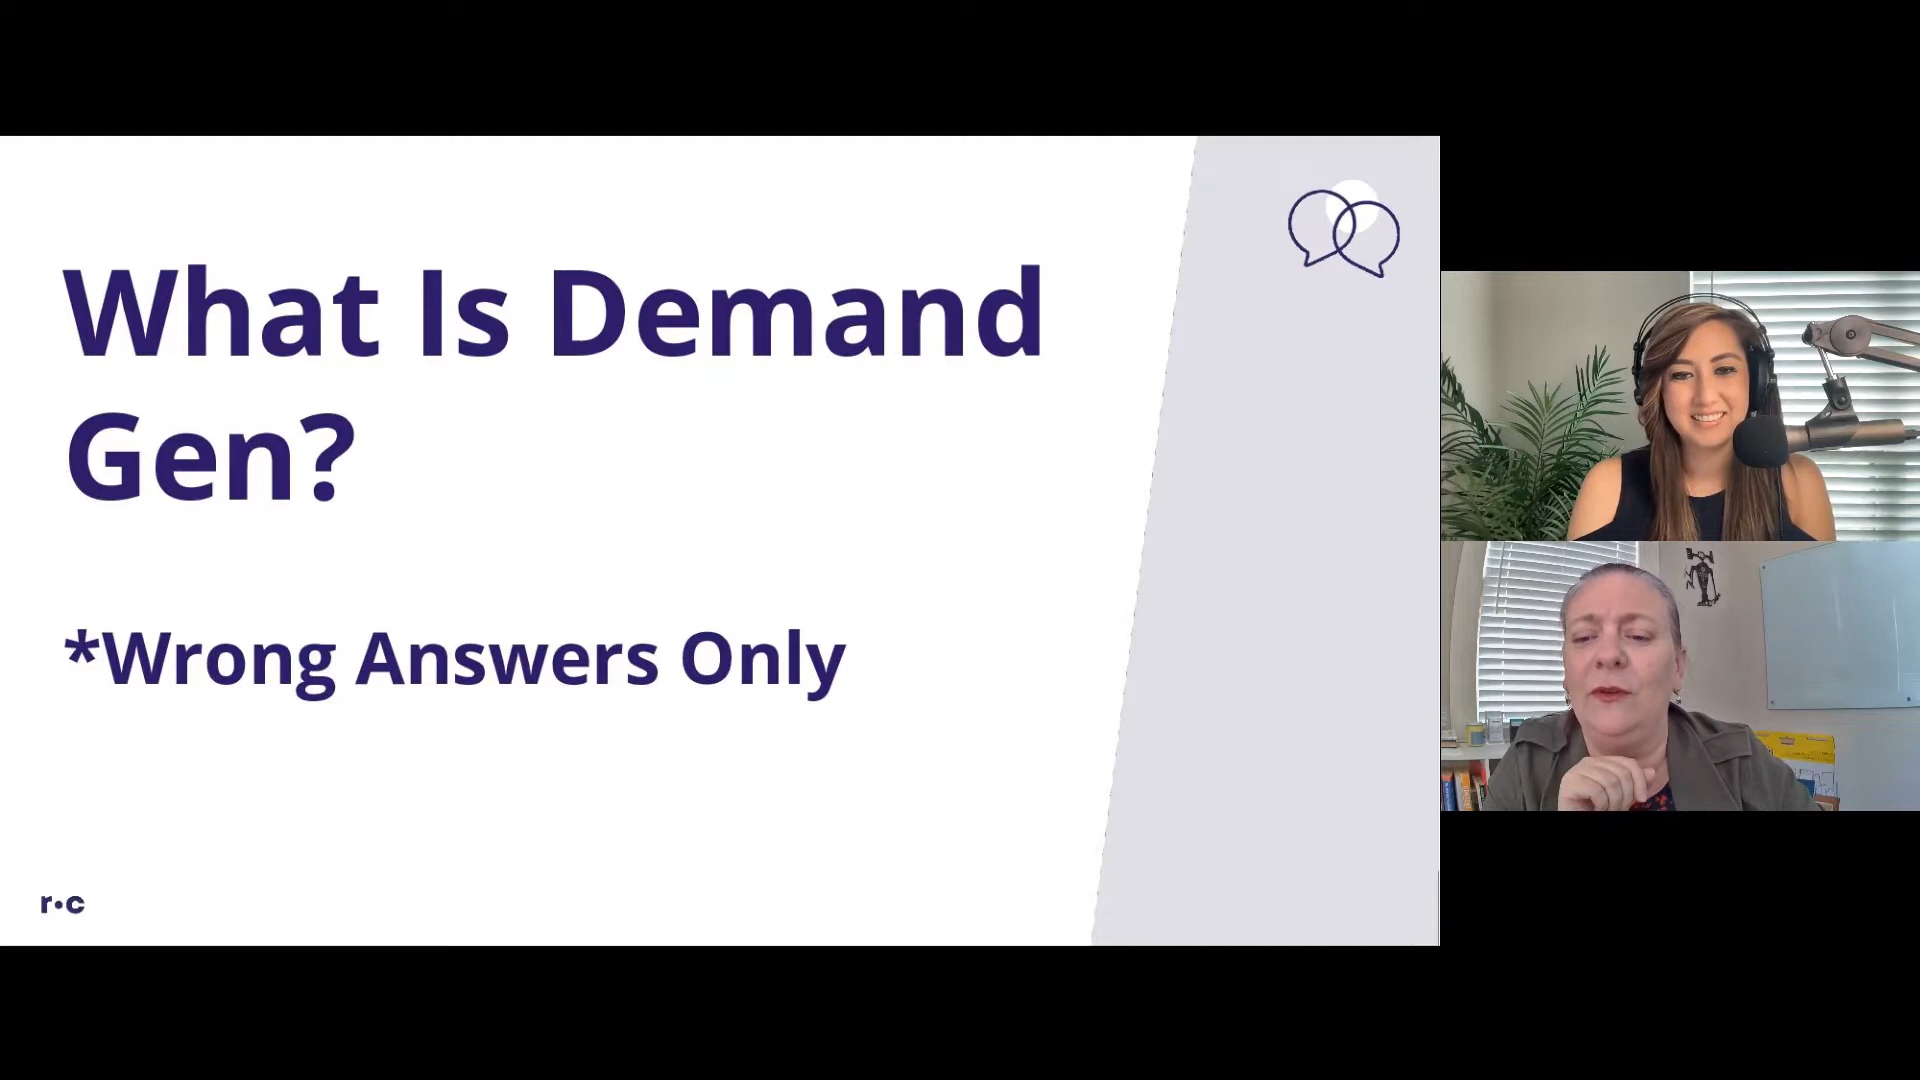 What Is Demand
Gen?
*Wrong Answers Only
r•c